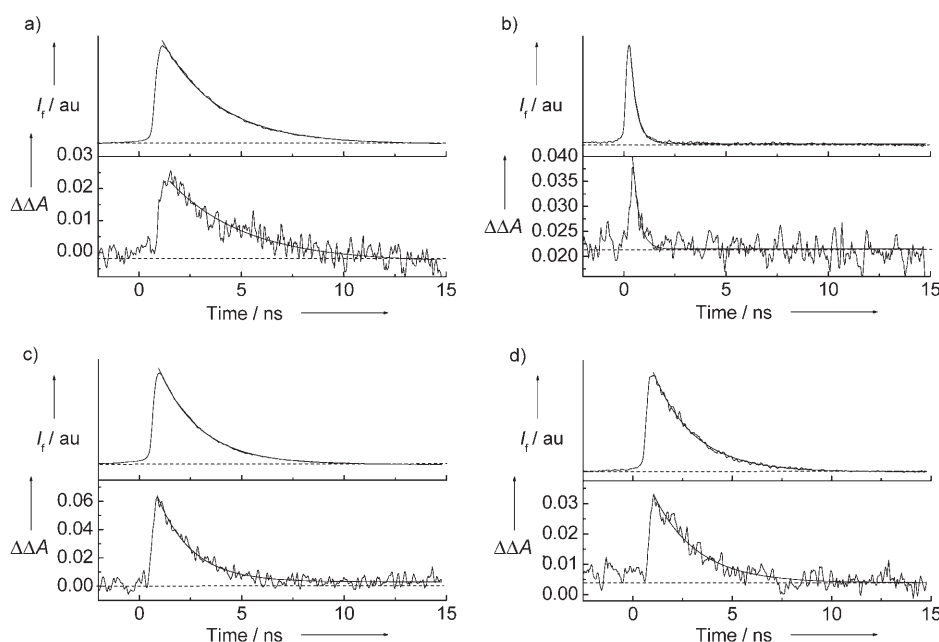 a)
I_f / au
0.03
0.02
0.01
0.00
ΔΔA
0 5 10 15
Time / ns
b)
I_f / au
0.040
0.035
0.030
0.025
0.020
ΔΔA
0 5 10 15
Time / ns
c)
I_f / au
0.06
0.04
0.02
0.00
ΔΔA
0 5 10 15
Time / ns
d)
I_f / au
0.03
0.02
0.01
0.00
ΔΔA
0 5 10 15
Time / ns